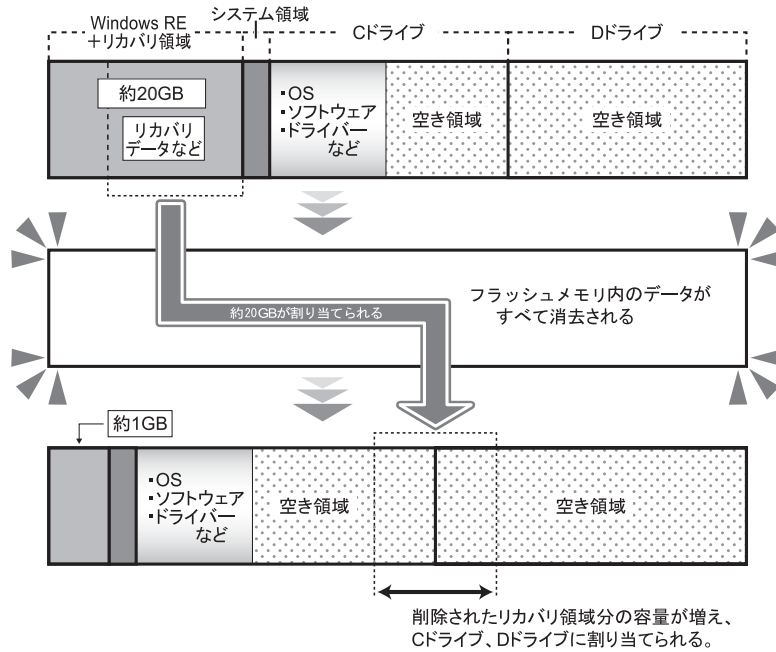 Windows RE
＋リカバリ領域
システム領域
Cドライブ
Dドライブ
約20GB
リカバリ
データなど
・OS
・ソフトウェア
・ドライバー
など
空き領域
空き領域
約20GBが割り当てられる
フラッシュメモリ内のデータが
すべて消去される
約1GB
・OS
・ソフトウェア
・ドライバー
など
空き領域
空き領域
削除されたリカバリ領域分の容量が増え、
Cドライブ、Dドライブに割り当てられる。